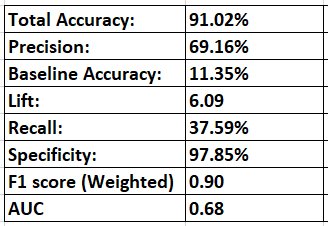 Total Accuracy: 91.02%
Precision: 69.16%
Baseline Accuracy: 11.35%
Lift: 6.09
Recall: 37.59%
Specificity: 97.85%
F1 score (Weighted) 0.90
AUC 0.68